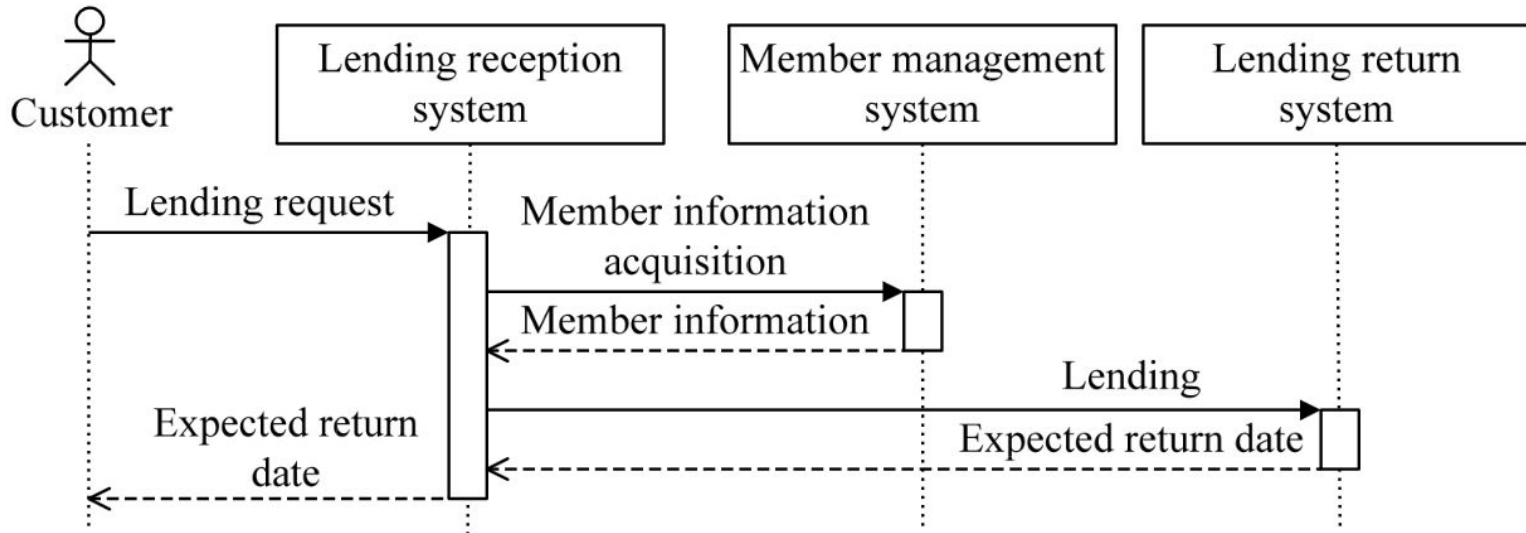 Customer
Lending reception
system
Member management
system
Lending return
system
Lending request
Member information
acquisition
Member information
Lending
Expected return date
Expected return
date